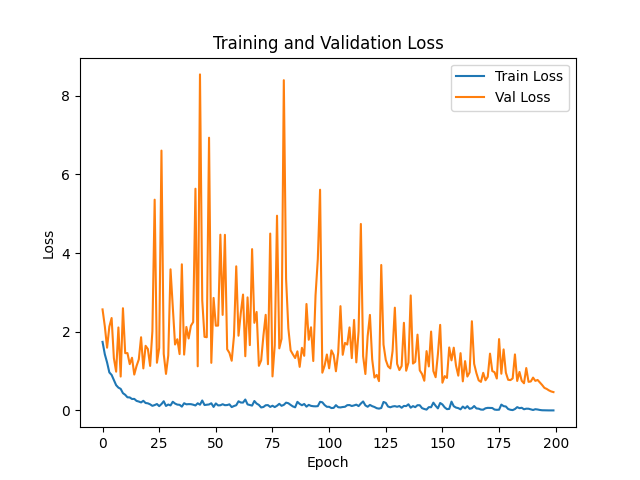 Training and Validation Loss
Train Loss
Val Loss
8
6
4
2
0
Loss
0 25 50 75 100 125 150 175 200
Epoch